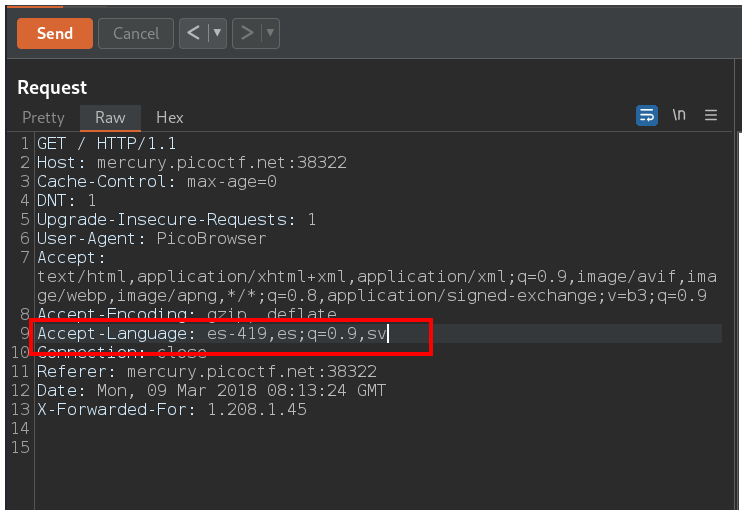 Send Cancel < ▼ > ▼
Request
Pretty Raw Hex \n
1 GET / HTTP/1.1
2 Host: mercury.picoctf.net:38322
3 Cache-Control: max-age=0
4 DNT: 1
5 Upgrade-Insecure-Requests: 1
6 User-Agent: PicoBrowser
7 Accept:
text/html,application/xhtml+xml,application/xml;q=0.9,image/avif,ima
ge/webp,image/apng,*/*;q=0.8,application/signed-exchange;v=b3;q=0.9
8 Accept-Encoding: gzip, deflate
9 Accept-Language: es-419,es;q=0.9,sv
10 Connection: close
11 Referer: mercury.picoctf.net:38322
12 Date: Mon, 09 Mar 2018 08:13:24 GMT
13 X-Forwarded-For: 1.208.1.45
14
15